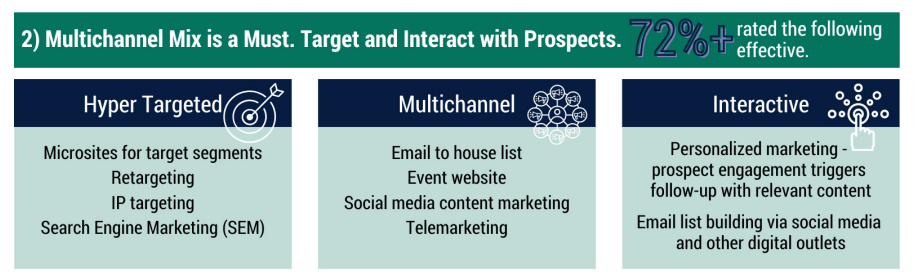 2) Multichannel Mix is a Must. Target and Interact with Prospects. 72%+ rated the following
effective.
Hyper Targeted
Microsites for target segments
Retargeting
IP targeting
Search Engine Marketing (SEM)
Multichannel
Email to house list
Event website
Social media content marketing
Telemarketing
Interactive
Personalized marketing -
prospect engagement triggers
follow-up with relevant content
Email list building via social media
and other digital outlets